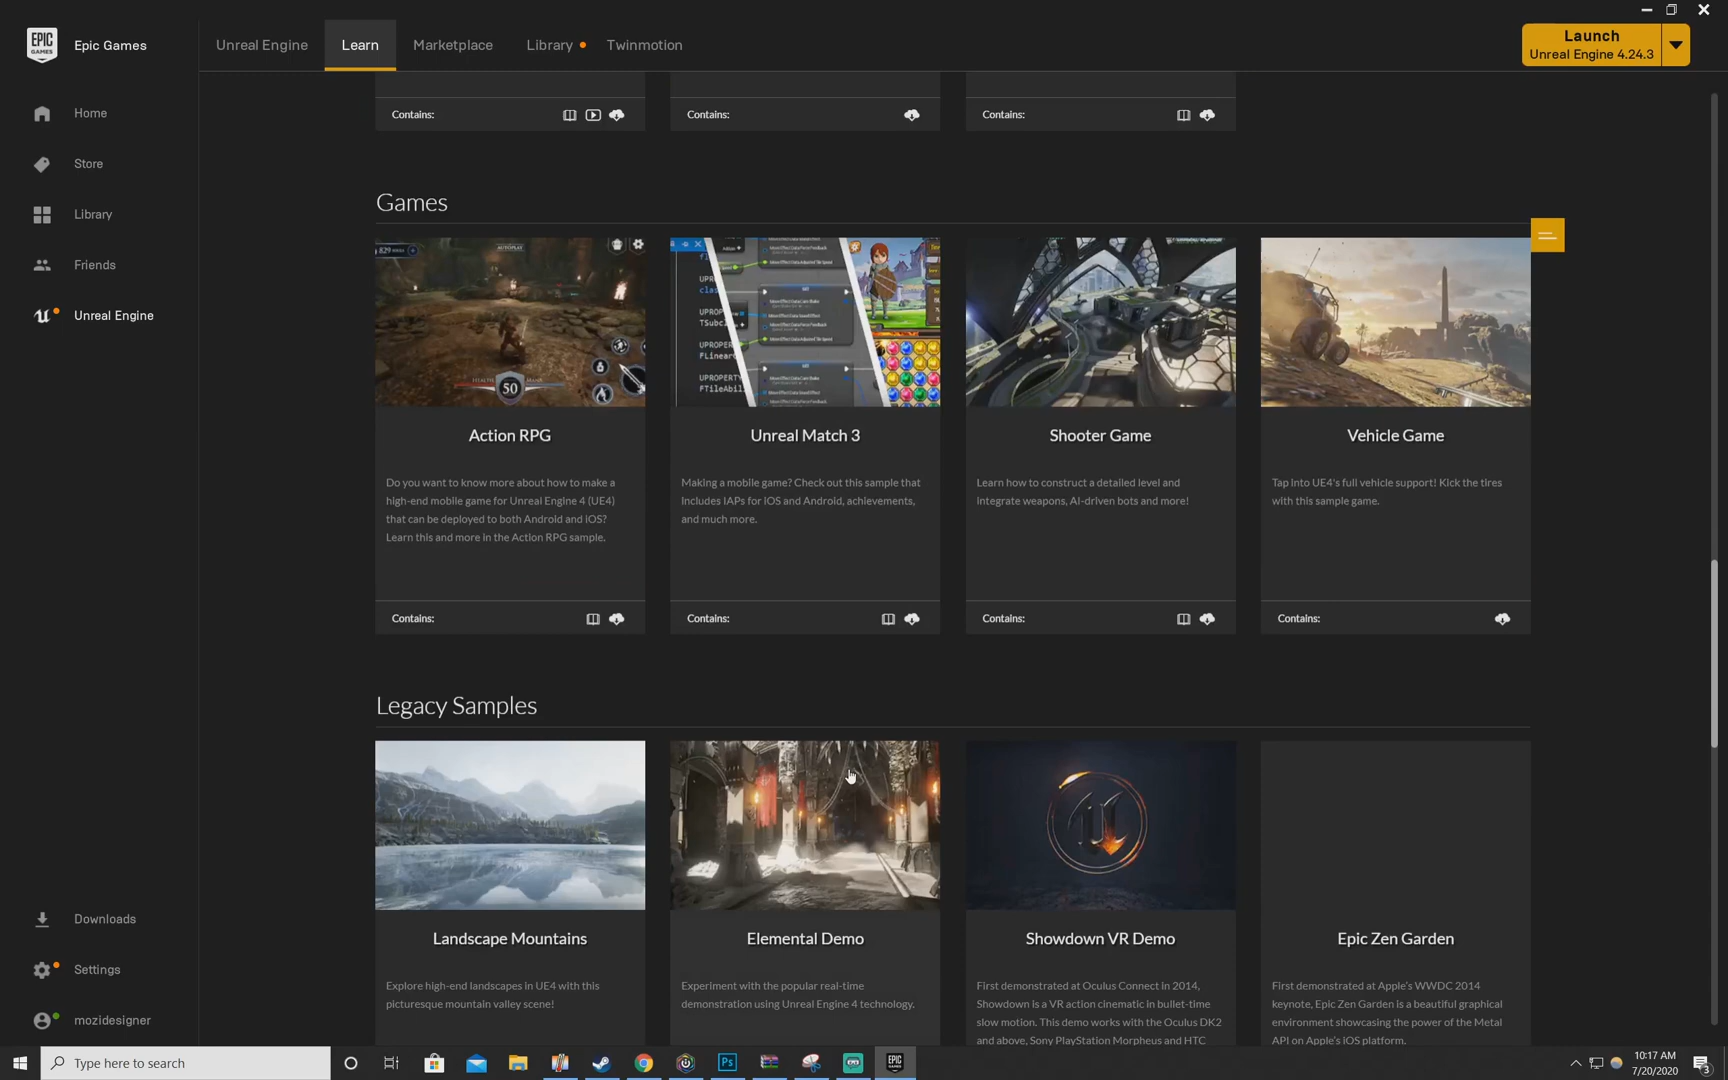 EPIC GAMES
Epic Games
Unreal Engine
Learn
Marketplace
Library
Twinmotion
Launch
Unreal Engine 4.24.3
Home
Store
Library
Friends
Unreal Engine
Downloads
Settings
mozidesigner
Contains:
Contains:
Contains:
Games
AUTOPLAY
50
Action RPG
Do you want to know more about how to make a
high-end mobile game for Unreal Engine 4 (UE4)
that can be deployed to both Android and iOS?
Learn this and more in the Action RPG sample.
Contains:
Unreal Match 3
Making a mobile game? Check out this sample that
includes IAPs for iOS and Android, achievements,
and much more.
Contains:
Shooter Game
Learn how to construct a detailed level and
integrate weapons, AI-driven bots and more!
Contains:
Vehicle Game
Tap into UE4's full vehicle support! Kick the tires
with this sample game.
Contains:
Legacy Samples
Landscape Mountains
Explore high-end landscapes in UE4 with this
picturesque mountain valley scene!
Elemental Demo
Experiment with the popular real-time
demonstration using Unreal Engine 4 technology.
Showdown VR Demo
First demonstrated at Oculus Connect in 2014,
Showdown is a VR action cinematic in bullet-time
slow motion. This demo works with the Oculus DK2
and above, Sony PlayStation Morpheus and HTC
Epic Zen Garden
First demonstrated at Apple's WWDC 2014
keynote, Epic Zen Garden is a beautiful graphical
environment showcasing the power of the Metal
API on Apple's iOS platform.
Type here to search
Ps
EPIC GAMES
10:17 AM
7/20/2020
3